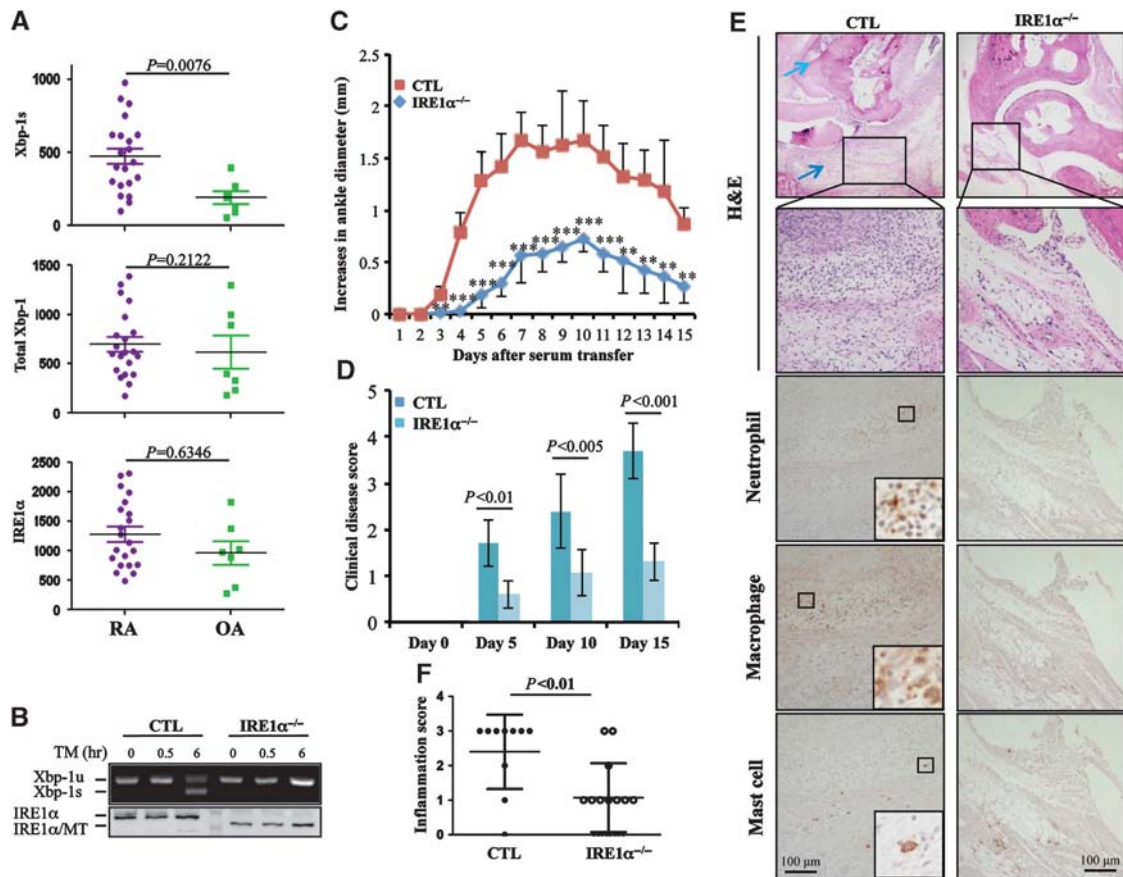 A
P=0.0076
Xbp-1s
1000
500
0
P=0.2122
Total Xbp-1
1500
1000
500
0
P=0.6346
IRE1α
2500
2000
1500
1000
500
0
RA OA
B
CTL IRE1α−/−
TM (hr) 0 0.5 6 0 0.5 6
Xbp-1u
Xbp-1s
IRE1α
IRE1α/MT
C
Increases in ankle diameter (mm)
2.5
2
1.5
1
0.5
0
CTL
IRE1α−/−
** *** *** *** *** *** *** *** *** ** ** ** **
1 2 3 4 5 6 7 8 9 10 11 12 13 14 15
Days after serum transfer
D
Clinical disease score
5
4
3
2
1
0
CTL
IRE1α−/−
P<0.01
P<0.005
P<0.001
Day 0 Day 5 Day 10 Day 15
F
P<0.01
Inflammation score
4
3
2
1
0
CTL IRE1α−/−
E
CTL IRE1α−/−
H&E
Neutrophil
Macrophage
Mast cell
100 μm 100 μm